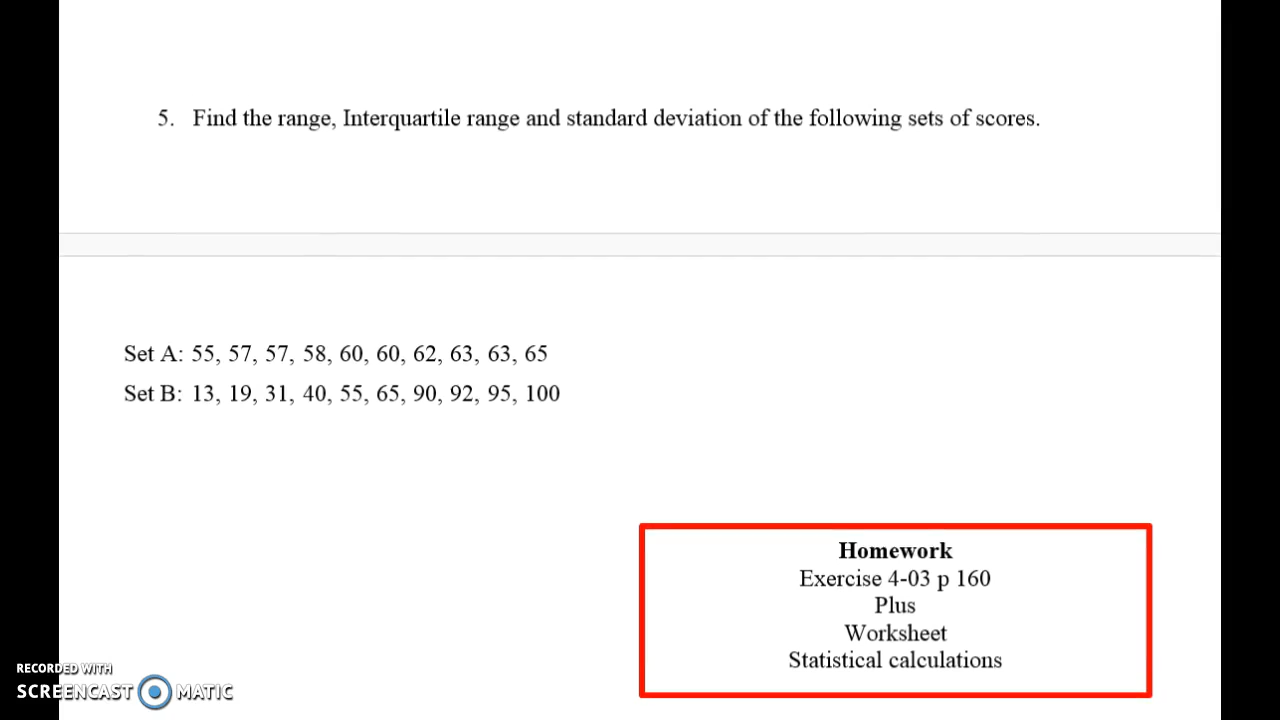 5. Find the range, Interquartile range and standard deviation of the following sets of scores.
Set A: 55, 57, 57, 58, 60, 60, 62, 63, 63, 65
Set B: 13, 19, 31, 40, 55, 65, 90, 92, 95, 100
Homework
Exercise 4-03 p 160
Plus
Worksheet
Statistical calculations
RECORDED WITH
SCREENCAST MATIC